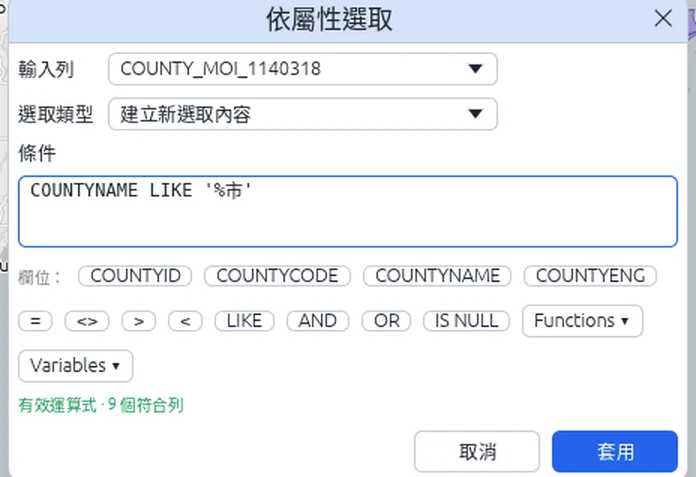 依屬性選取
輸入列 COUNTY_MOI_1140318
選取類型 建立新選取內容
條件
COUNTYNAME LIKE '%市'
欄位： COUNTYID COUNTYCODE COUNTYNAME COUNTYENG
= <> > < LIKE AND OR IS NULL Functions ▾
Variables ▾
有效運算式 · 9 個符合列
取消 套用